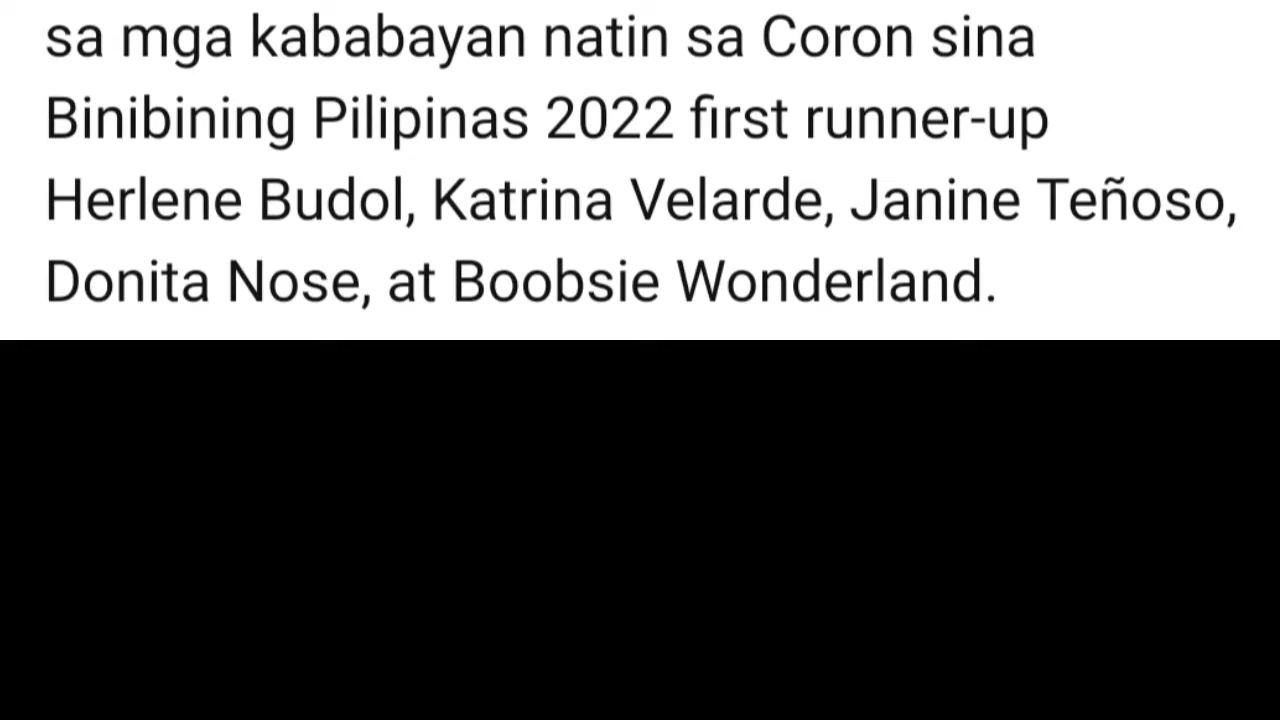 sa mga kababayan natin sa Coron sina
Binibining Pilipinas 2022 first runner-up
Herlene Budol, Katrina Velarde, Janine Teñoso,
Donita Nose, at Boobsie Wonderland.